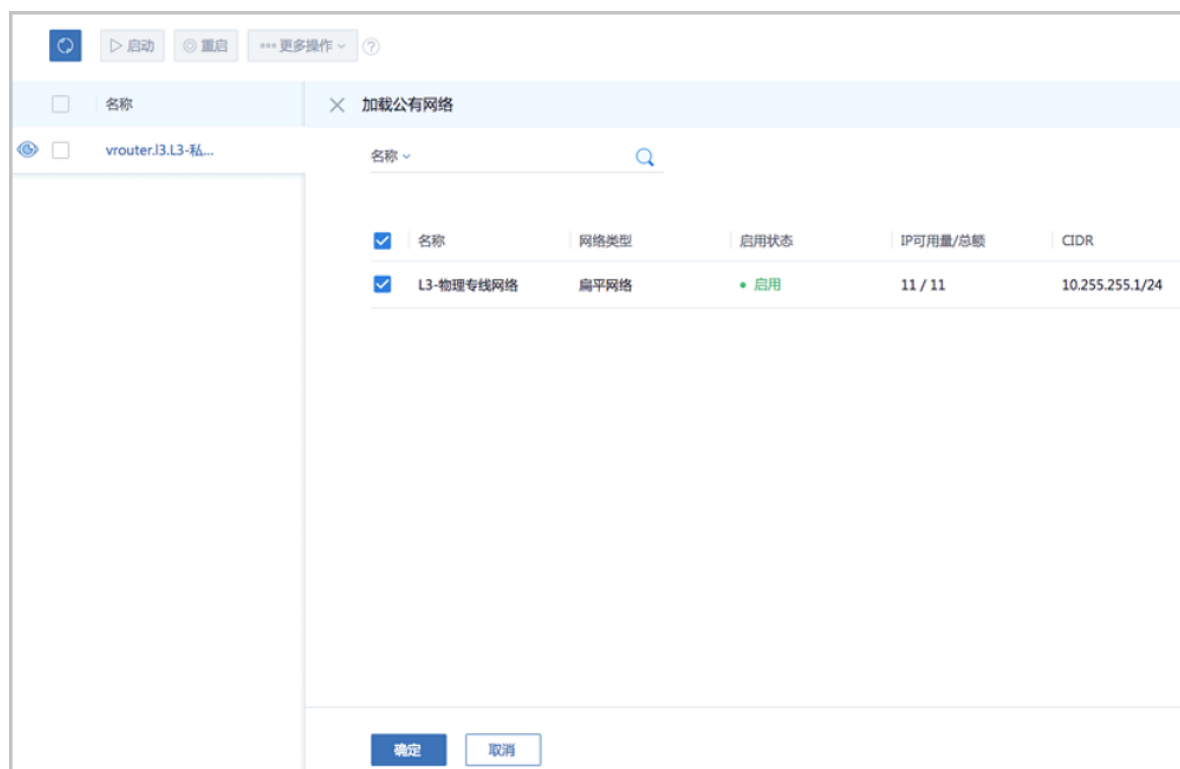 启动 重启 更多操作
名称 加载公有网络
vrouter.l3.L3-私...
名称
名称 网络类型 启用状态 IP可用量/总额 CIDR
L3-物理专线网络 扁平网络 启用 11 / 11 10.255.255.1/24
确定 取消